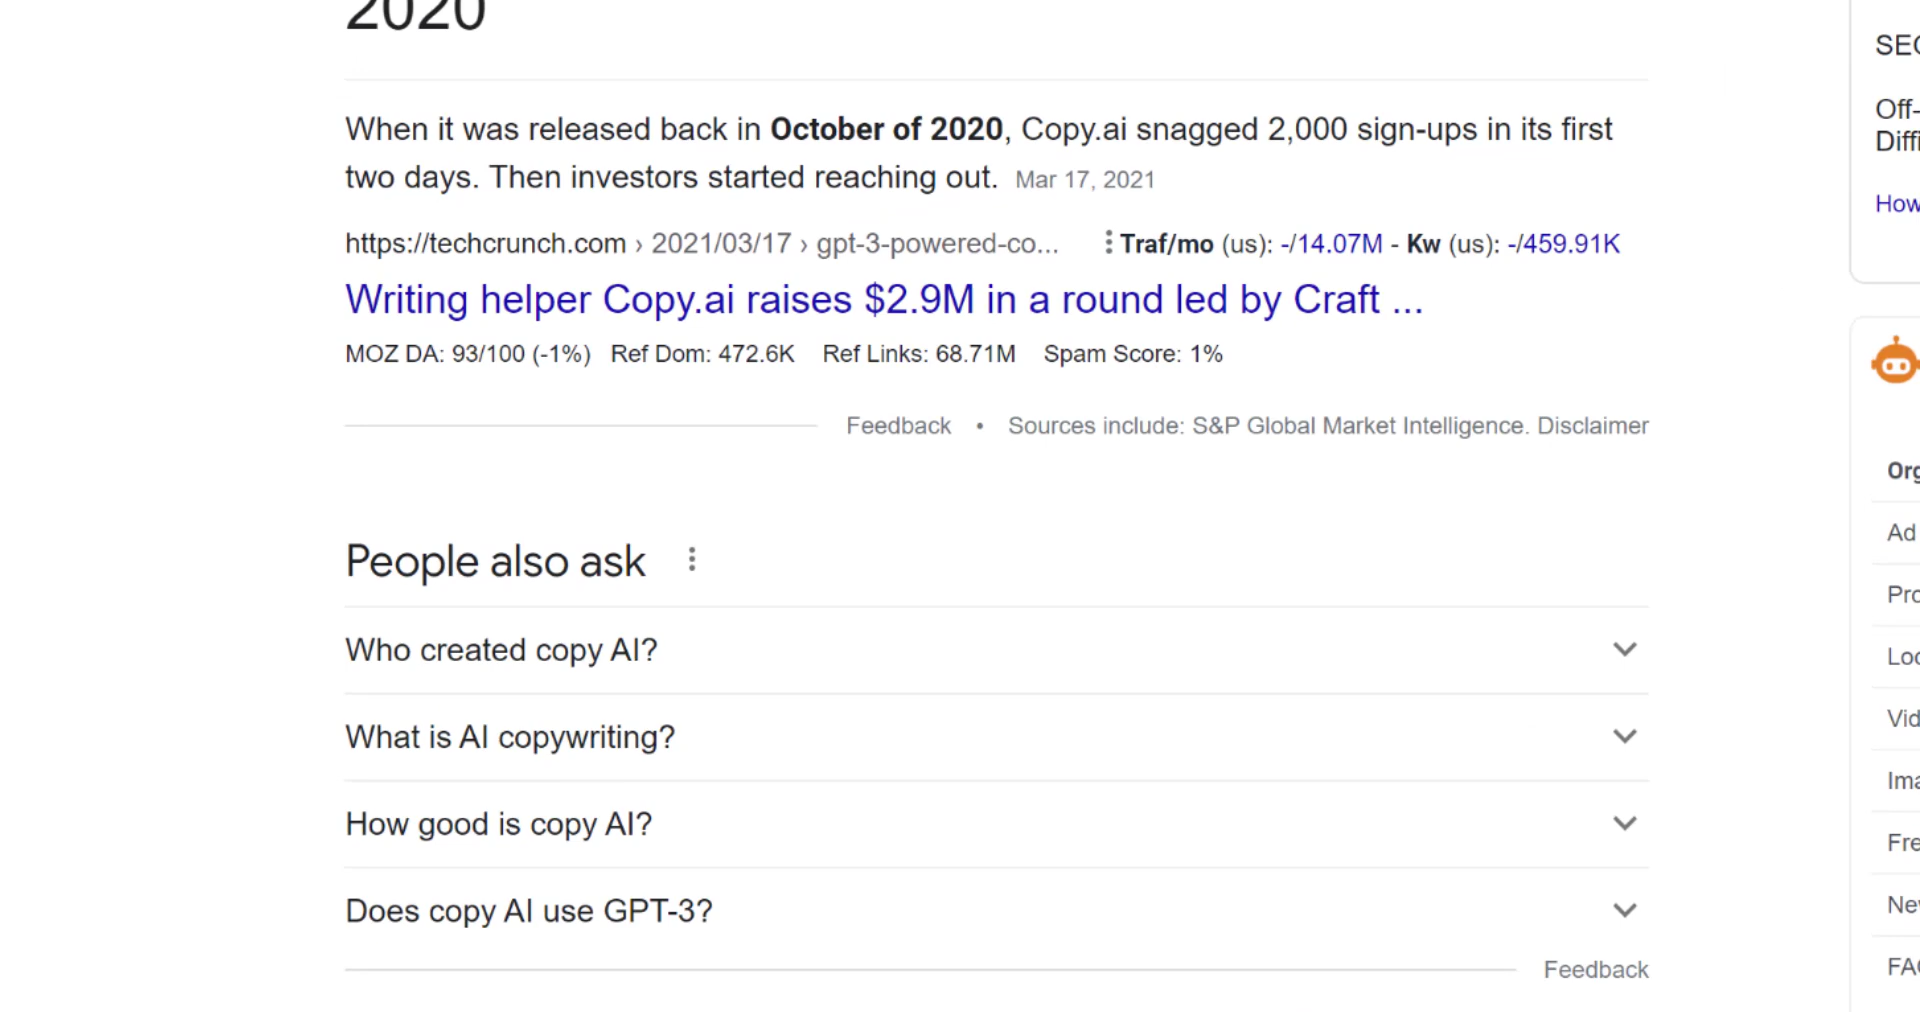 2020
When it was released back in October of 2020, Copy.ai snagged 2,000 sign-ups in its first
two days. Then investors started reaching out. Mar 17, 2021
https://techcrunch.com › 2021/03/17 › gpt-3-powered-co... Traf/mo (us): -/14.07M - Kw (us): -/459.91K
Writing helper Copy.ai raises $2.9M in a round led by Craft ...
MOZ DA: 93/100 (-1%) Ref Dom: 472.6K Ref Links: 68.71M Spam Score: 1%
Feedback • Sources include: S&P Global Market Intelligence. Disclaimer
People also ask
Who created copy AI?
What is AI copywriting?
How good is copy AI?
Does copy AI use GPT-3?
Feedback
Off-
How
Ad